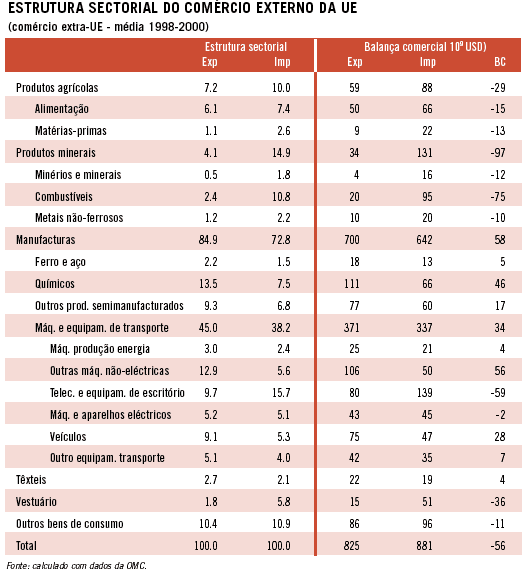 ESTRUTURA SECTORIAL DO COMÉRCIO EXTERNO DA UE
(comércio extra-UE - média 1998-2000)
Estrutura sectorial Balança comercial 10⁹ USD)
Exp Imp Exp Imp BC
Produtos agrícolas 7.2 10.0 59 88 -29
Alimentação 6.1 7.4 50 66 -15
Matérias-primas 1.1 2.6 9 22 -13
Produtos minerais 4.1 14.9 34 131 -97
Minérios e minerais 0.5 1.8 4 16 -12
Combustíveis 2.4 10.8 20 95 -75
Metais não-ferrosos 1.2 2.2 10 20 -10
Manufacturas 84.9 72.8 700 642 58
Ferro e aço 2.2 1.5 18 13 5
Químicos 13.5 7.5 111 66 46
Outros prod. semimanufacturados 9.3 6.8 77 60 17
Máq. e equipam. de transporte 45.0 38.2 371 337 34
Máq. produção energia 3.0 2.4 25 21 4
Outras máq. não-eléctricas 12.9 5.6 106 50 56
Telec. e equipam. de escritório 9.7 15.7 80 139 -59
Máq. e aparelhos eléctricos 5.2 5.1 43 45 -2
Veículos 9.1 5.3 75 47 28
Outro equipam. transporte 5.1 4.0 42 35 7
Têxteis 2.7 2.1 22 19 4
Vestuário 1.8 5.8 15 51 -36
Outros bens de consumo 10.4 10.9 86 96 -11
Total 100.0 100.0 825 881 -56
Fonte: calculado com dados da OMC.